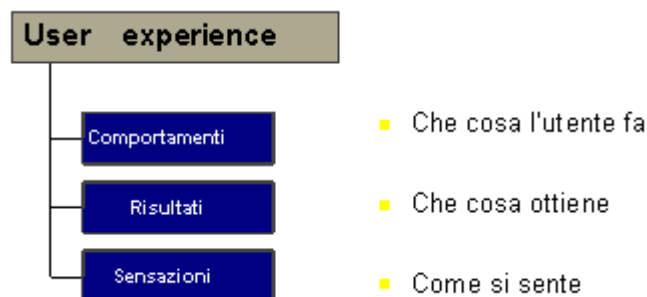 User experience
Comportamenti
Che cosa l'utente fa
Risultati
Che cosa ottiene
Sensazioni
Come si sente